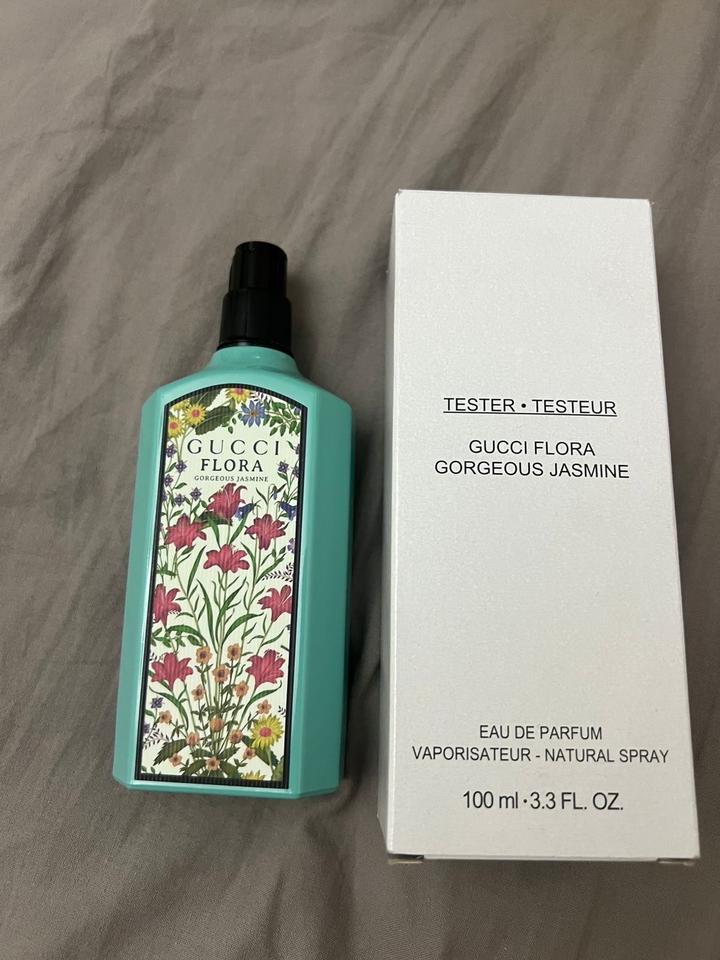 GUCCI
FLORA
GORGEOUS JASMINE
TESTER • TESTEUR
GUCCI FLORA
GORGEOUS JASMINE
EAU DE PARFUM
VAPORISATEUR - NATURAL SPRAY
100 ml • 3.3 FL. OZ.